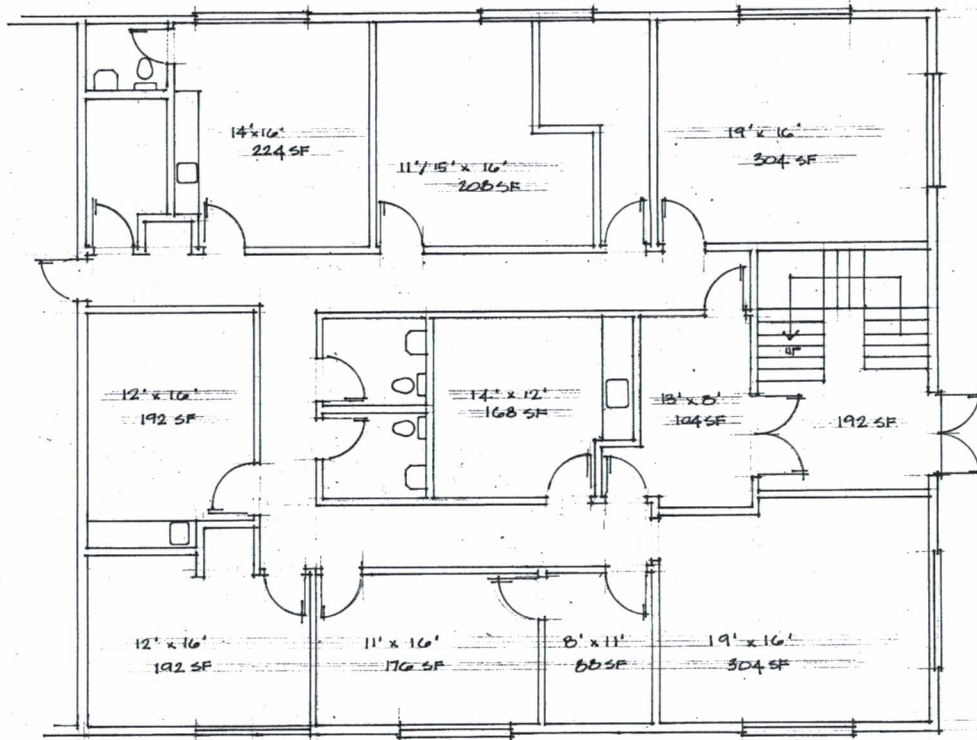 14' x 16'
224 SF
11'/15' x 16'
208 SF
19' x 16'
304 SF
12' x 16'
192 SF
14' x 12'
168 SF
13' x 8'
104 SF
UP
192 SF
12' x 16'
192 SF
11' x 16'
176 SF
8' x 11'
88 SF
19' x 16'
304 SF